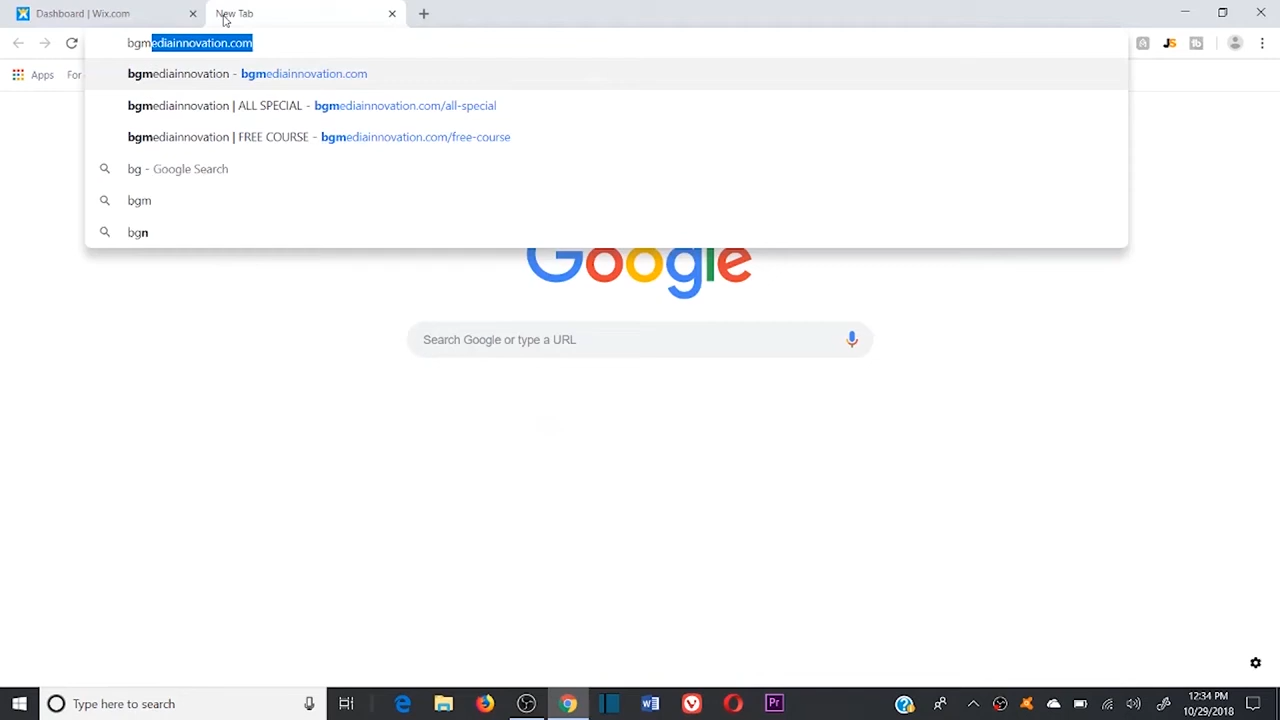 Dashboard | Wix.com
New Tab
bgmediainnovation.com
Apps
For
bgmediainnovation - bgmediainnovation.com
bgmediainnovation | ALL SPECIAL - bgmediainnovation.com/all-special
bgmediainnovation | FREE COURSE - bgmediainnovation.com/free-course
bg - Google Search
bgm
bgn
Google
Search Google or type a URL
JS
Type here to search
Pr
12:34 PM
10/29/2018